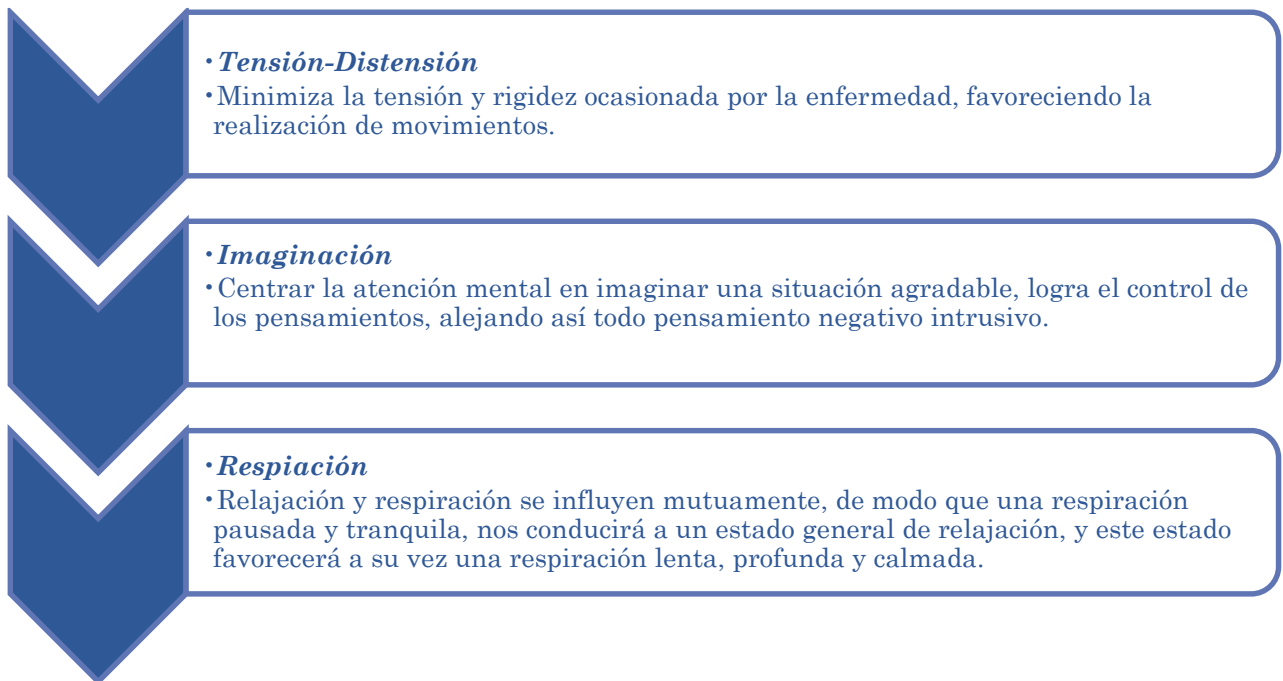 ·Tensión-Distensión
·Minimiza la tensión y rigidez ocasionada por la enfermedad, favoreciendo la
realización de movimientos.
·Imaginación
·Centrar la atención mental en imaginar una situación agradable, logra el control de
los pensamientos, alejando así todo pensamiento negativo intrusivo.
·Respiación
·Relajación y respiración se influyen mutuamente, de modo que una respiración
pausada y tranquila, nos conducirá a un estado general de relajación, y este estado
favorecerá a su vez una respiración lenta, profunda y calmada.